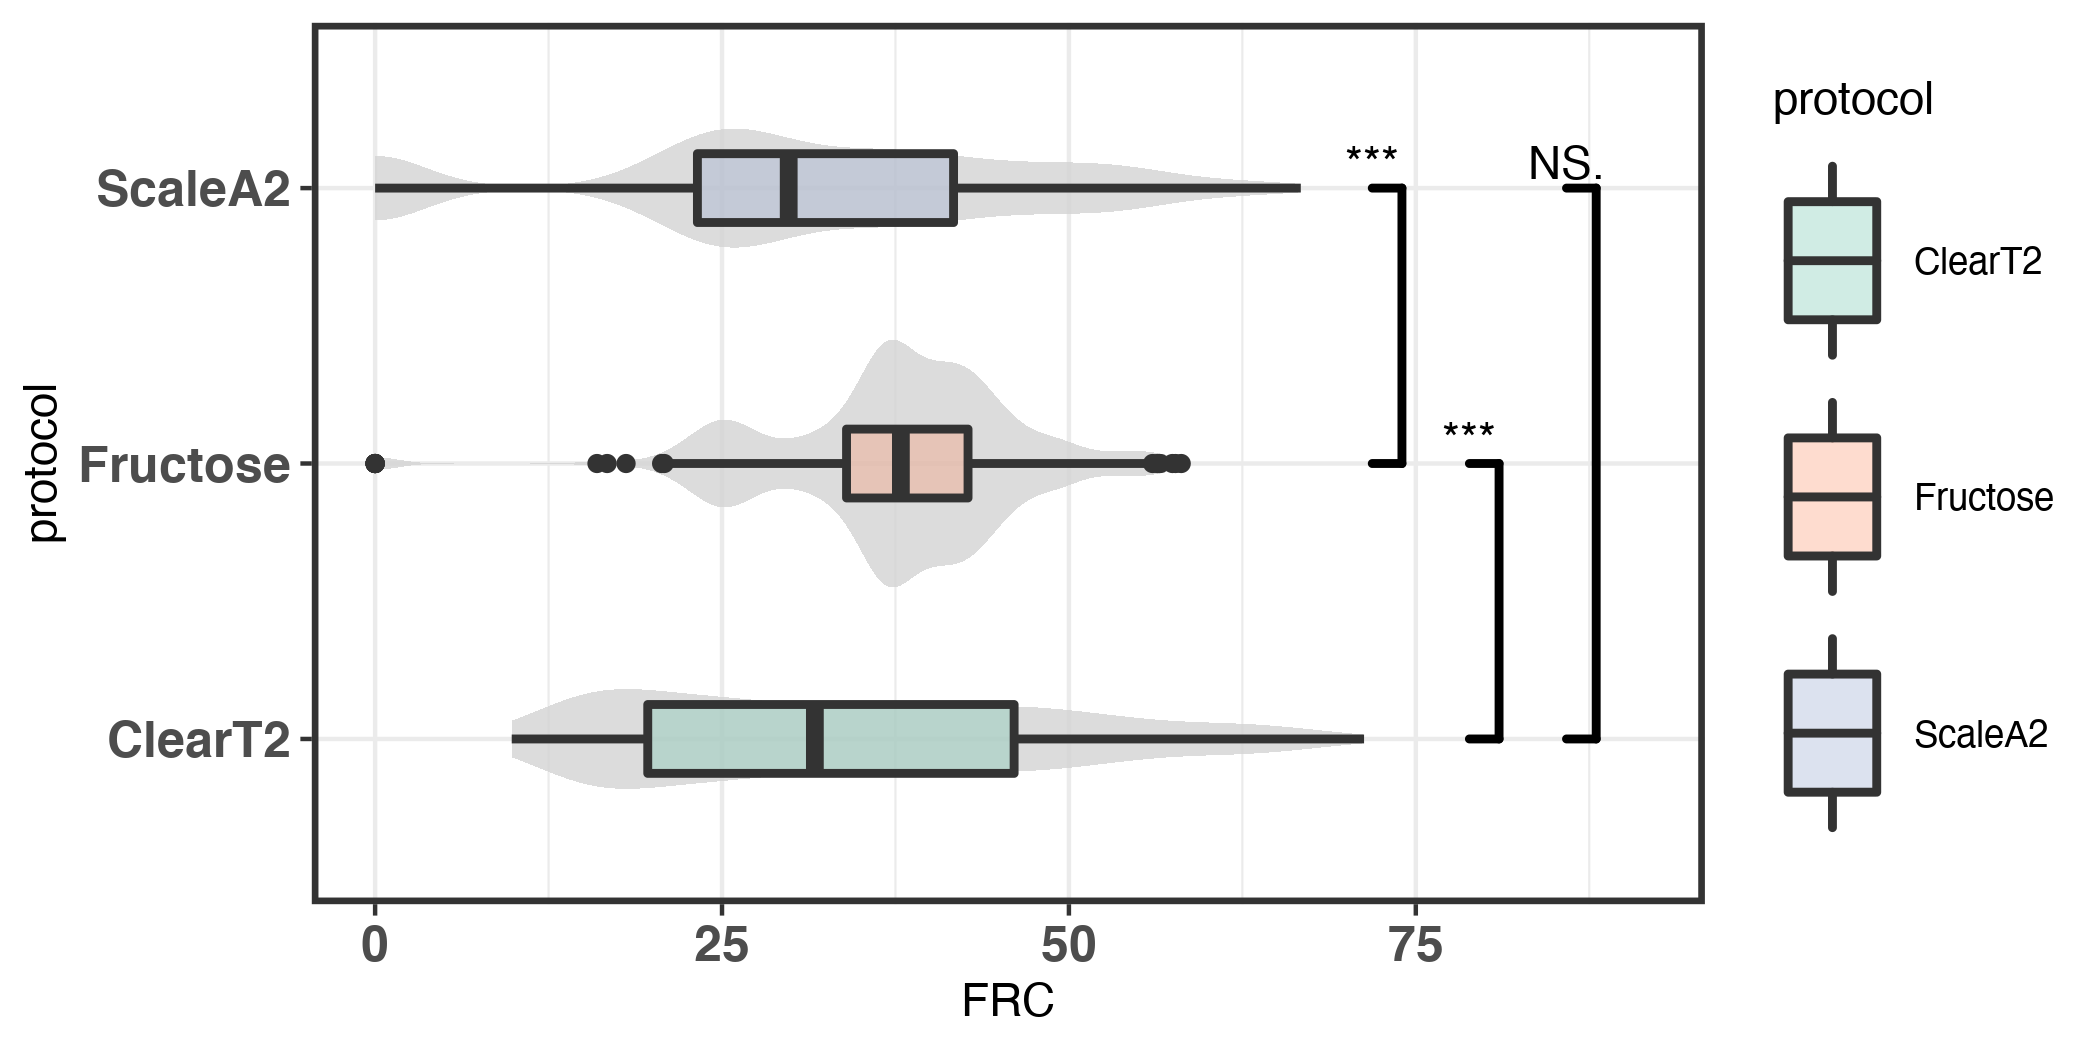 protocol
ScaleA2
Fructose
ClearT2
***
NS.
***
0 25 50 75
FRC
protocol
ClearT2
Fructose
ScaleA2